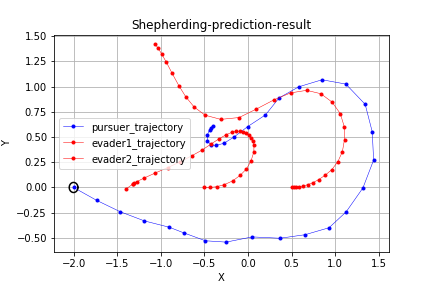 Shepherding-prediction-result
1.50
1.25
1.00
0.75
0.50
0.25
0.00
−0.25
−0.50
Y
pursuer_trajectory
evader1_trajectory
evader2_trajectory
−2.0 −1.5 −1.0 −0.5 0.0 0.5 1.0 1.5
X